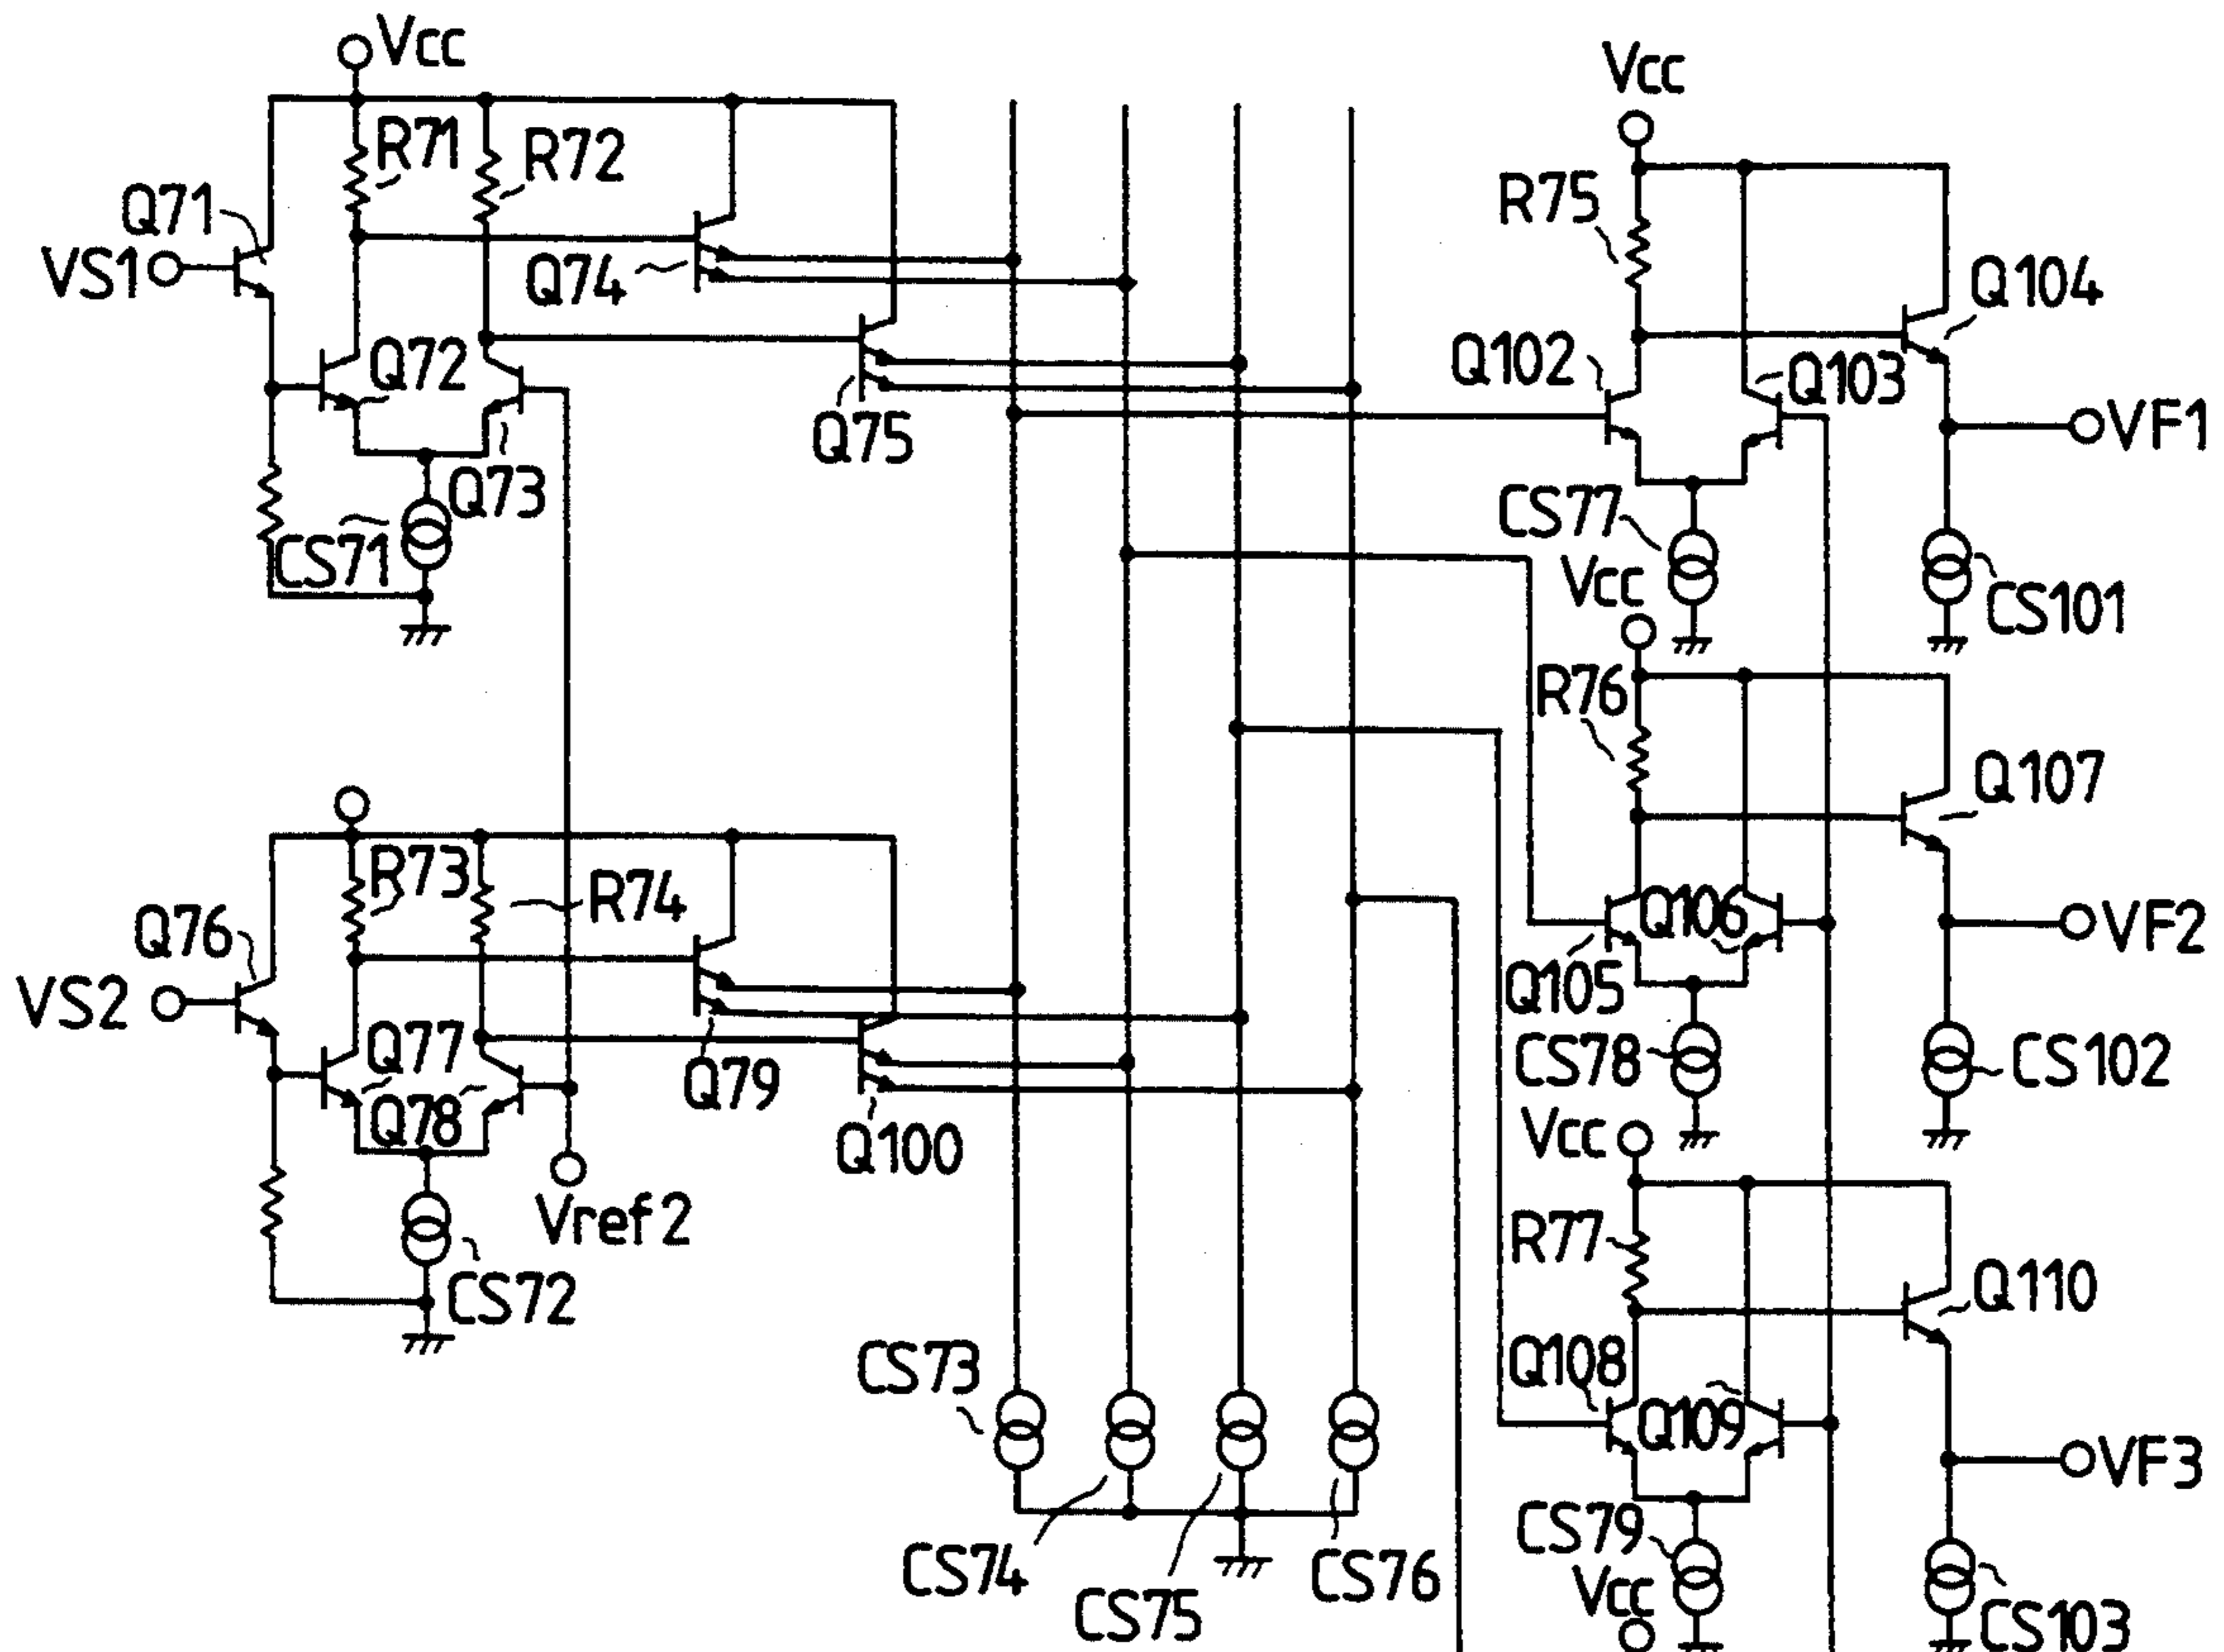 Vcc
Vcc
R71
R72
R75
Q71
VS1
Q74
Q104
Q72
Q102
Q103
Q75
VF1
Q73
CS77
CS71
Vcc
CS101
R76
Q107
R73
R74
Q76
Q106
VF2
VS2
Q105
Q77
CS78
CS102
Q79
Q78
Vcc
Q100
Vref2
R77
CS72
Q110
CS73
Q108
Q109
VF3
CS79
CS74
CS76
Vcc
CS75
CS103